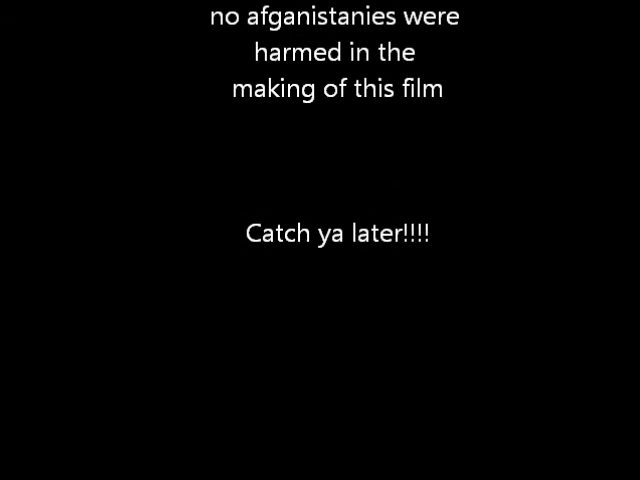 no afganistanies were
harmed in the
making of this film
Catch ya later!!!!